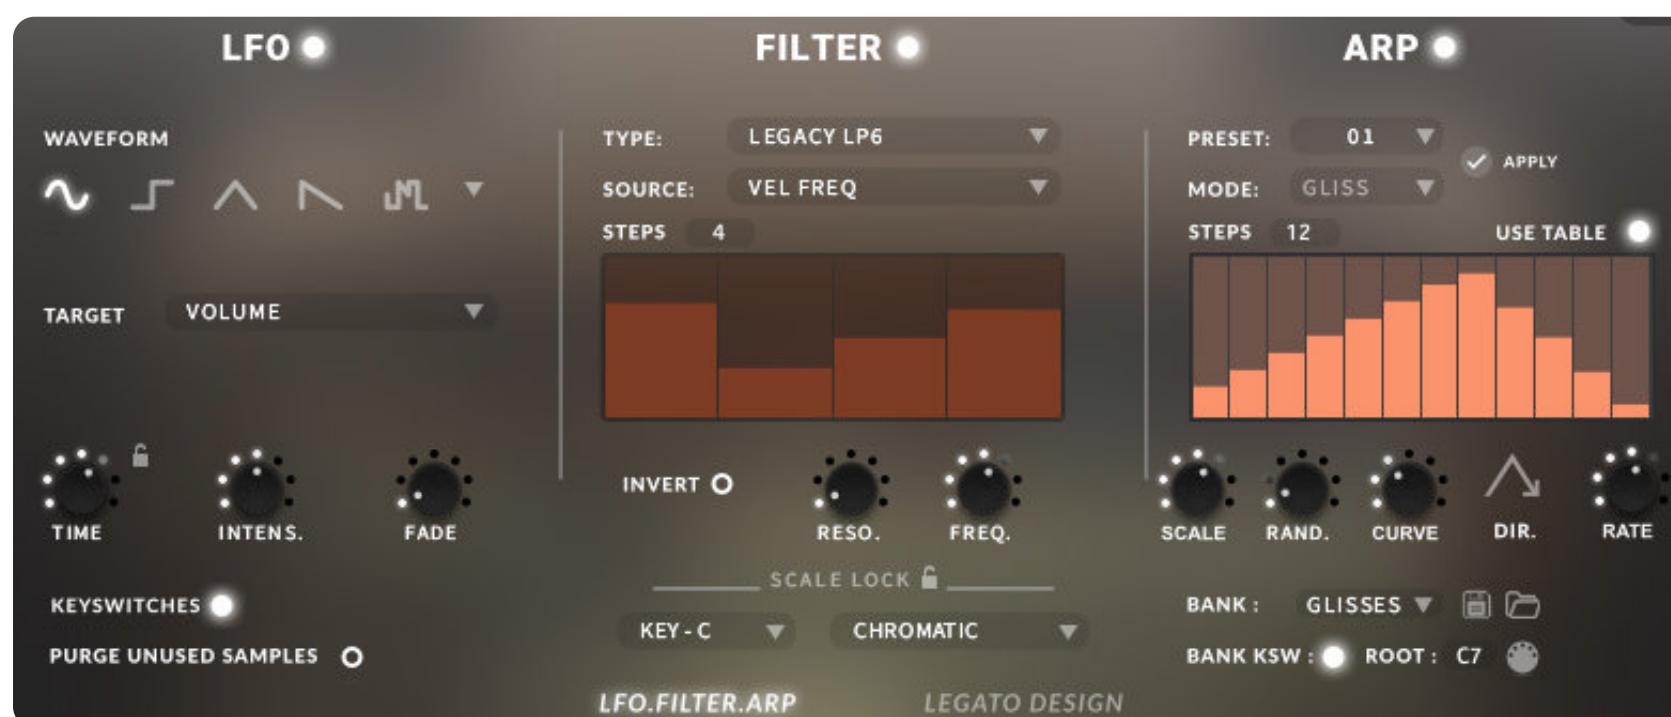 LFO
FILTER
ARP
WAVEFORM
TARGET VOLUME
TIME INTENS. FADE
KEYSWITCHES
PURGE UNUSED SAMPLES
TYPE: LEGACY LP6
SOURCE: VEL FREQ
STEPS 4
INVERT
RESO. FREQ.
SCALE LOCK
KEY - C CHROMATIC
PRESET: 01
APPLY
MODE: GLISS
STEPS 12 USE TABLE
SCALE RAND. CURVE DIR. RATE
BANK : GLISSES
BANK KSW : ROOT : C7
LFO.FILTER.ARP LEGATO DESIGN